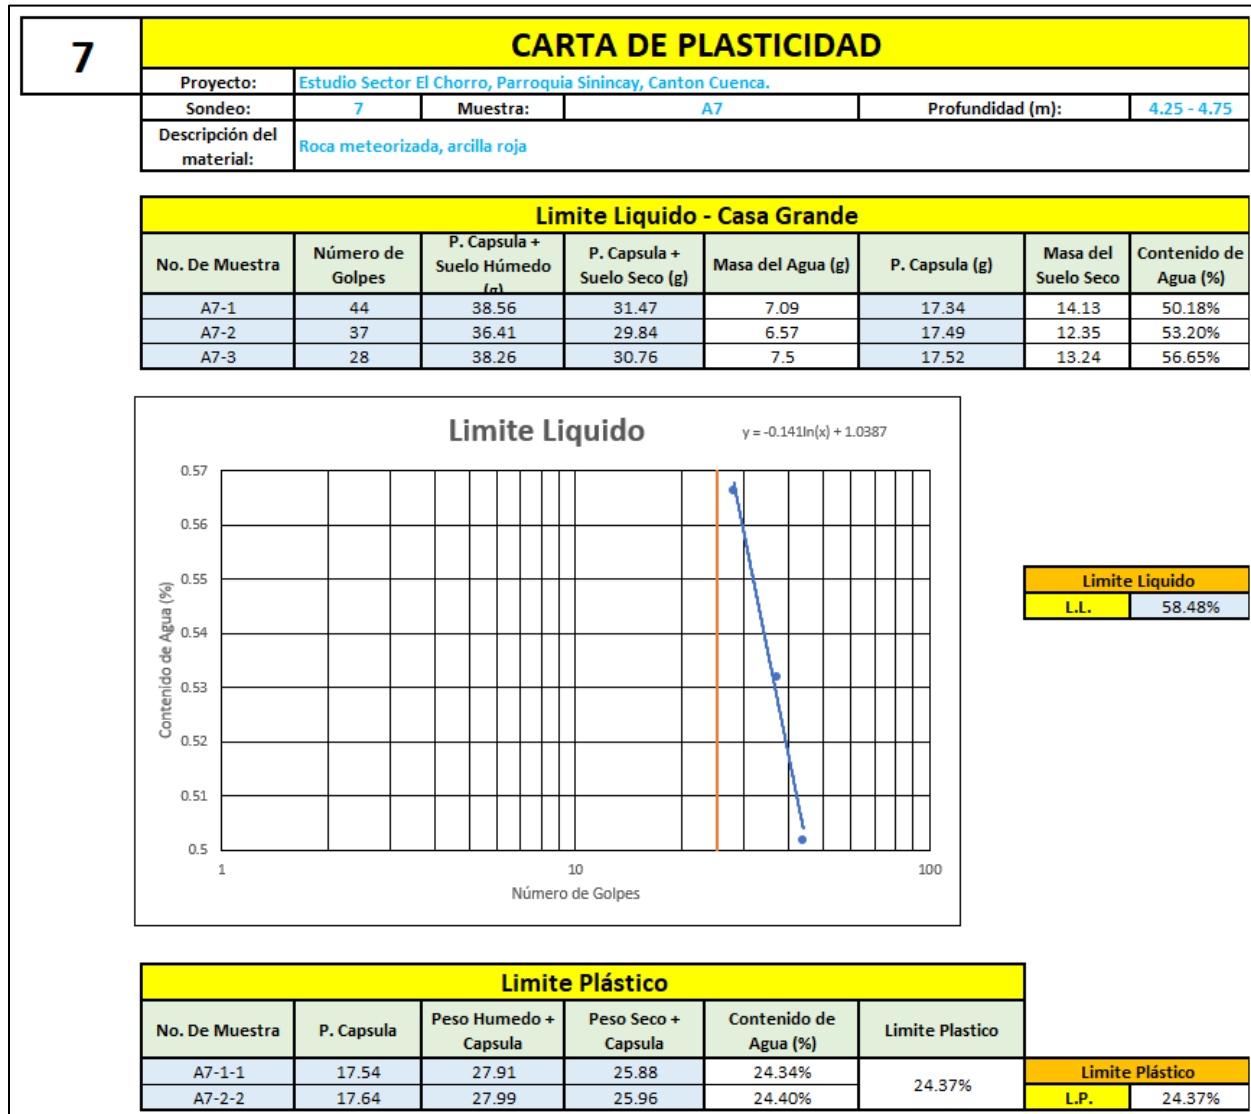 7
CARTA DE PLASTICIDAD
Proyecto: Estudio Sector El Chorro, Parroquia Sinincay, Canton Cuenca.
Sondeo: 7 Muestra: A7 Profundidad (m): 4.25 - 4.75
Descripción del material: Roca meteorizada, arcilla roja
Limite Liquido - Casa Grande
No. De Muestra Número de Golpes P. Capsula + Suelo Húmedo (g) P. Capsula + Suelo Seco (g) Masa del Agua (g) P. Capsula (g) Masa del Suelo Seco Contenido de Agua (%)
A7-1 44 38.56 31.47 7.09 17.34 14.13 50.18%
A7-2 37 36.41 29.84 6.57 17.49 12.35 53.20%
A7-3 28 38.26 30.76 7.5 17.52 13.24 56.65%
Limite Liquido
y = -0.141ln(x) + 1.0387
Contenido de Agua (%)
0.57
0.56
0.55
0.54
0.53
0.52
0.51
0.5
1 10 100
Número de Golpes
Limite Liquido
L.L. 58.48%
Limite Plástico
No. De Muestra P. Capsula Peso Humedo + Capsula Peso Seco + Capsula Contenido de Agua (%) Limite Plastico
A7-1-1 17.54 27.91 25.88 24.34% 24.37%
A7-2-2 17.64 27.99 25.96 24.40%
Limite Plástico
L.P. 24.37%